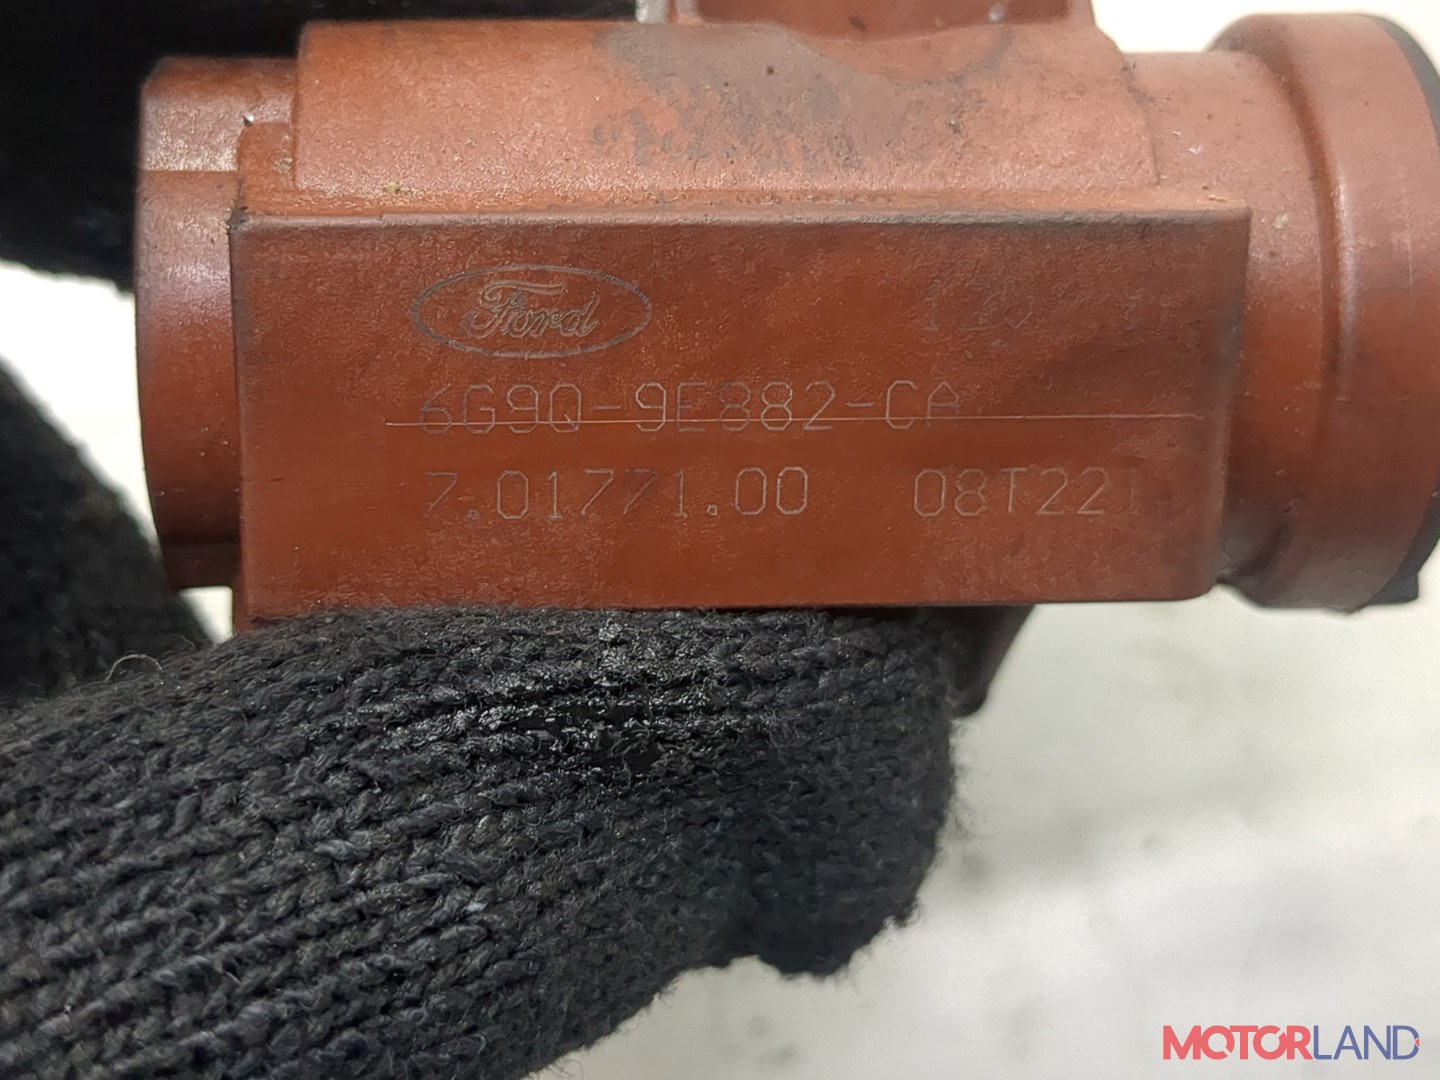 Ford
6G9Q-9E882-CA
7.01771.00 08T22
MOTORLAND